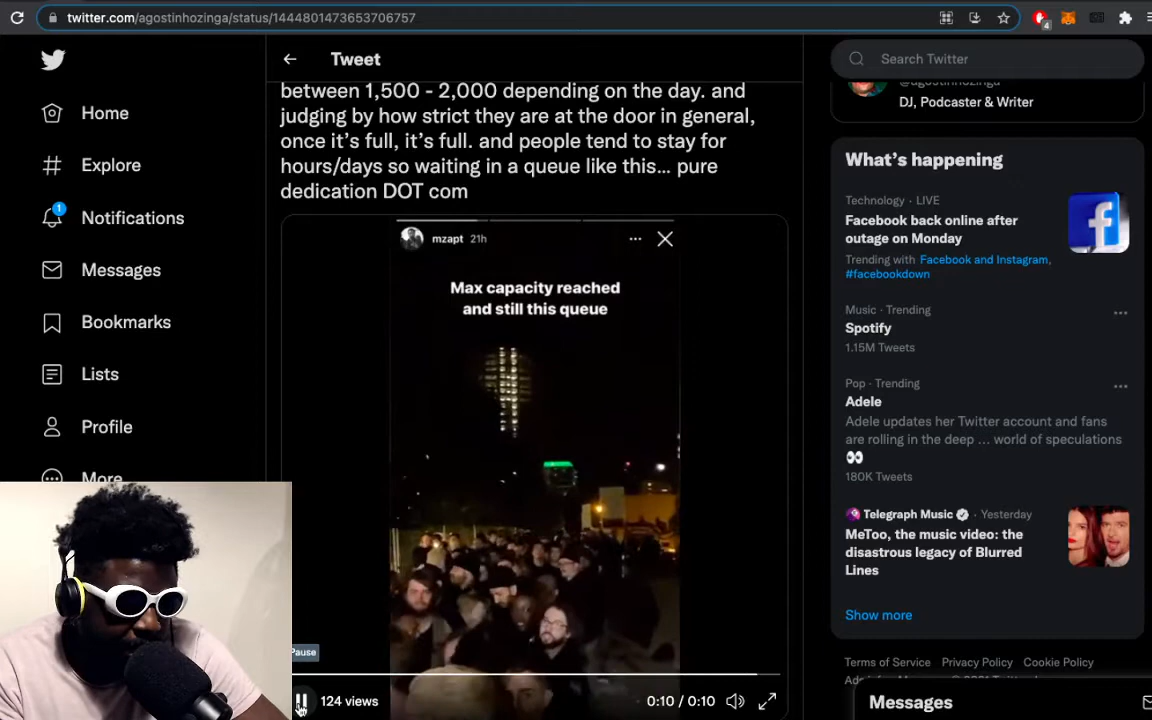 twitter.com/agostinhozinga/status/1444801473653706757
4
Tweet
Search Twitter
Home
Explore
1
Notifications
Messages
Bookmarks
Lists
Profile
More
between 1,500 - 2,000 depending on the day. and
judging by how strict they are at the door in general,
once it's full, it's full. and people tend to stay for
hours/days so waiting in a queue like this... pure
dedication DOT com
mzapt 21h
Max capacity reached
and still this queue
Pause
124 views
0:10 / 0:10
@agostinhozinga
DJ, Podcaster & Writer
What's happening
Technology · LIVE
Facebook back online after
outage on Monday
Trending with Facebook and Instagram,
#facebookdown
Music · Trending
Spotify
1.15M Tweets
Pop · Trending
Adele
Adele updates her Twitter account and fans
are rolling in the deep ... world of speculations
👀
180K Tweets
Telegraph Music · Yesterday
MeToo, the music video: the
disastrous legacy of Blurred
Lines
Show more
Terms of Service Privacy Policy Cookie Policy
Messages